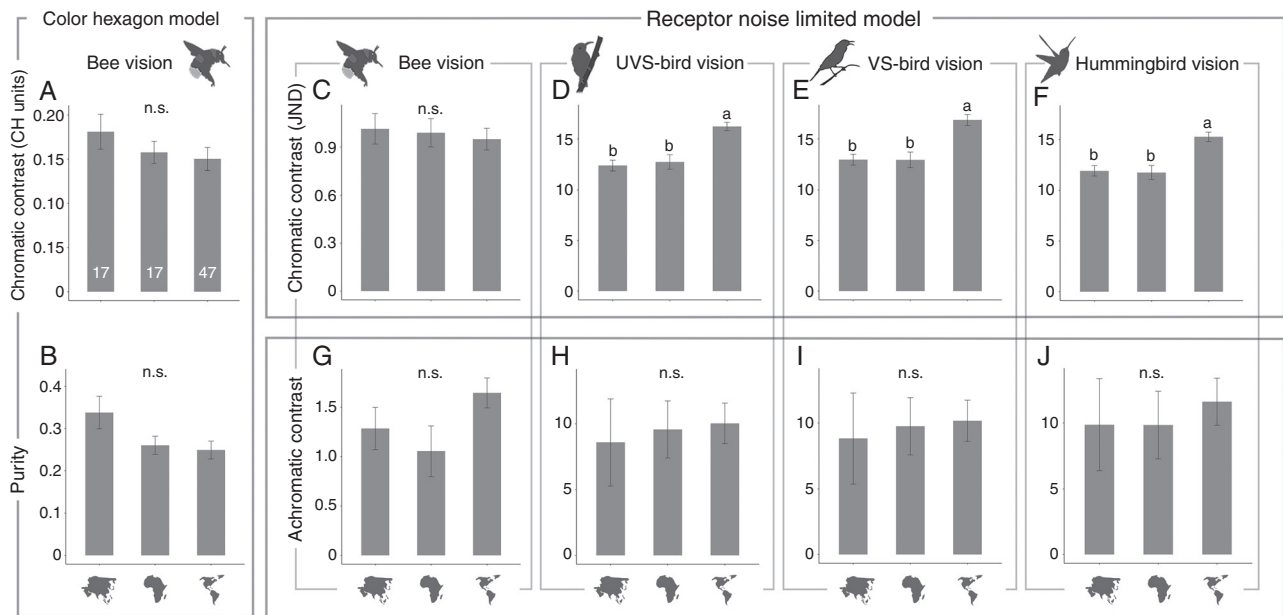 Color hexagon model
Receptor noise limited model
Bee vision
Bee vision
UVS-bird vision
VS-bird vision
Hummingbird vision
A
n.s.
Chromatic contrast (CH units)
0.20
0.15
0.10
0.15
0
17
17
47
C
n.s.
Chromatic contrast (JND)
0.9
0.6
0.3
0
D
15
10
5
0
b
b
a
E
15
10
5
0
b
b
a
F
15
10
5
0
b
b
a
B
n.s.
Purity
0.4
0.3
0.2
0.1
0
G
n.s.
Achromatic contrast
1.5
1.0
0.5
0
H
n.s.
10
5
0
I
n.s.
10
5
0
J
n.s.
10
5
0